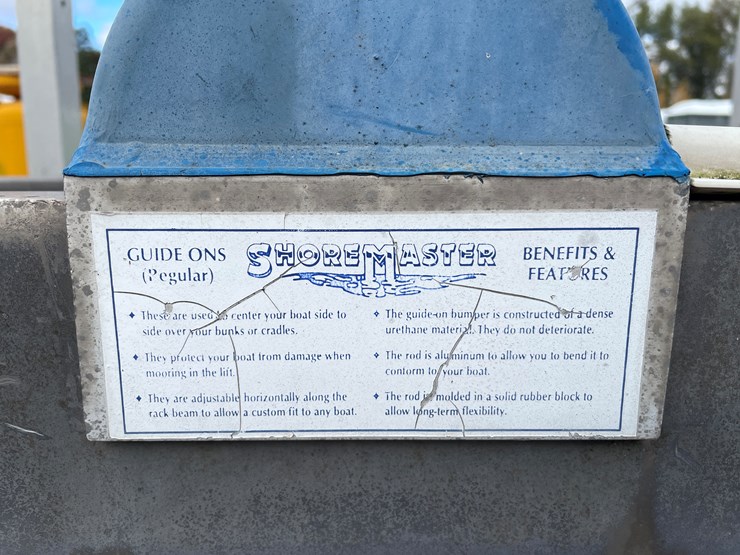 GUIDE ONS
(Regular)
SHOREMASTER
BENEFITS &
FEATURES
These are used to center your boat side to
side over your bunks or cradles.
They protect your boat from damage when
mooring in the lift.
They are adjustable horizontally along the
rack beam to allow a custom fit to any boat.
The guide-on bumper is constructed of a dense
urethane material. They do not deteriorate.
The rod is aluminum to allow you to bend it to
conform to your boat.
The rod is molded in a solid rubber block to
allow long-term flexibility.